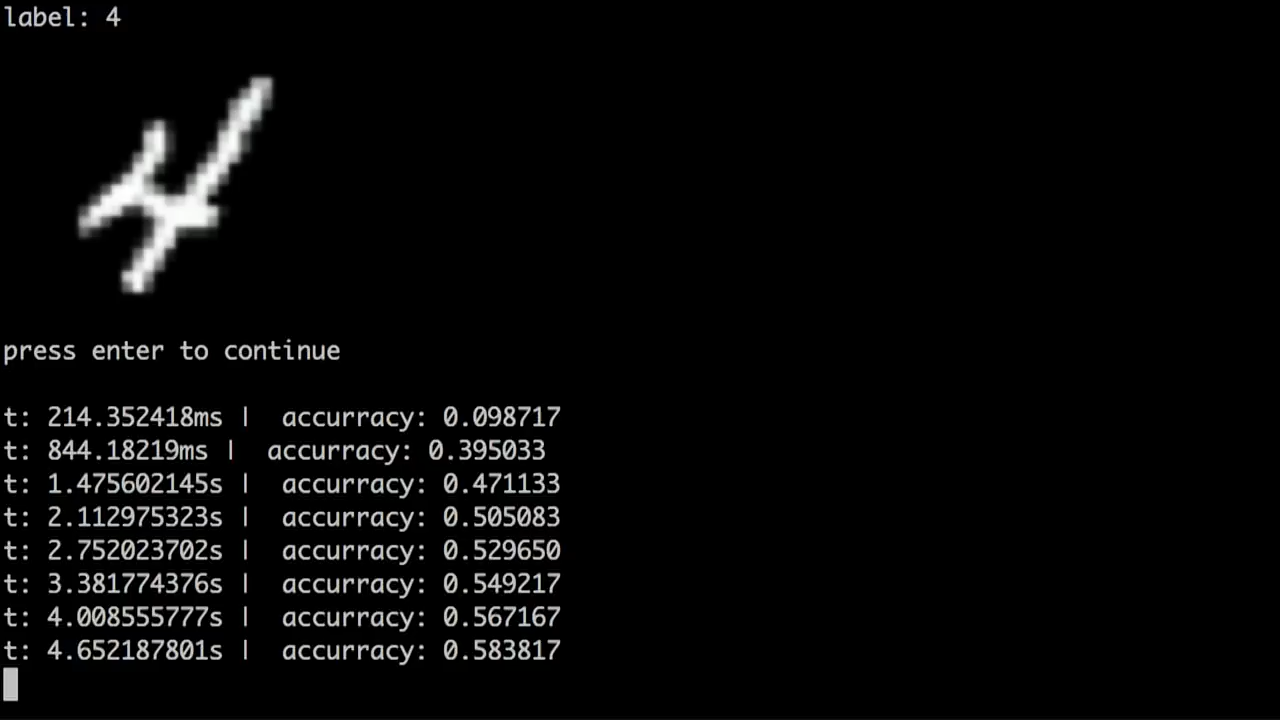 label: 4
4
press enter to continue
t: 214.352418ms | accurracy: 0.098717
t: 844.18219ms | accurracy: 0.395033
t: 1.475602145s | accurracy: 0.471133
t: 2.112975323s | accurracy: 0.505083
t: 2.752023702s | accurracy: 0.529650
t: 3.381774376s | accurracy: 0.549217
t: 4.008555777s | accurracy: 0.567167
t: 4.652187801s | accurracy: 0.583817